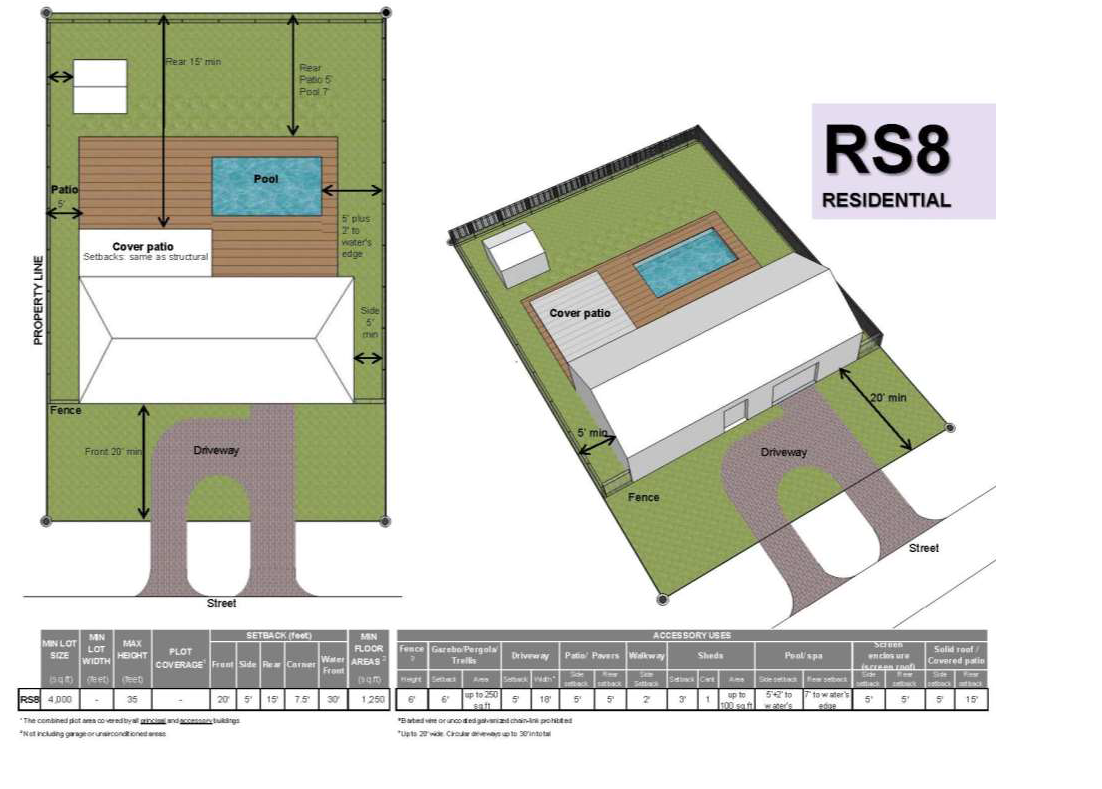 Rear 15' min
Rear
Patio 5'
Pool 7'
Patio
5'
Pool
5' plus
2' to
water's
edge
Cover patio
Setbacks: same as structural
PROPERTY LINE
Side
5'
min
Fence
Front 20' min
Driveway
Street
RS8
RESIDENTIAL
Cover patio
20' min
5' min
Driveway
Fence
Street
MIN LOT SIZE (sq.ft) MIN LOT WIDTH (feet) MAX HEIGHT (feet) PLOT COVERAGE¹ SETBACK (feet) MIN FLOOR AREAS ² (sq.ft)
Front Side Rear Corner Water Front
RS8 4,000 - 35 - 20' 5' 15' 7.5' 30' 1,250
ACCESSORY USES
Fence ³ Gazebo/Pergola/ Trellis Driveway Patio/ Pavers Walkway Sheds Pool/spa Screen enclosure (screen roof) Solid roof / Covered patio
Height Setback Area Setback Width⁴ Side setback Rear setback Side Setback Setback Cant Area Side setback Rear setback Side setback Rear setback Side setback Rear setback
6' 6' up to 250 sq.ft 5' 18' 5' 5' 2' 3' 1 up to 100 sq.ft 5'+2' to water's 7' to water's edge 5' 5' 5' 15'
¹ The combined plot area covered by all principal and accessory buildings
² Not including garage or unairconditioned areas
³ Barbed wire or uncoated galvanized chain-link prohibited
⁴ Up to 20' wide, Circular driveways up to 30' in total